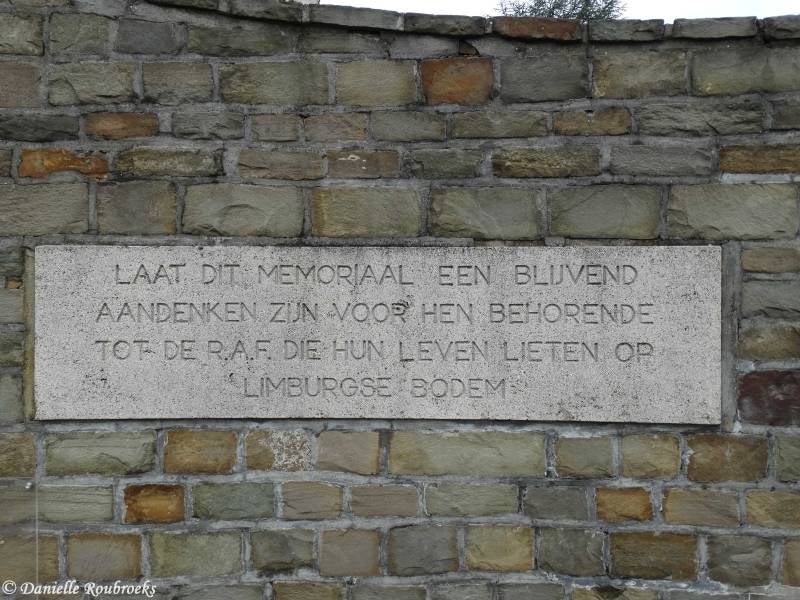 LAAT DIT MEMORIAAL EEN BLIJVEND
AANDENKEN ZIJN VOOR HEN BEHORENDE
TOT DE R.A.F. DIE HUN LEVEN LIETEN OP
LIMBURGSE BODEM
© Danielle Roubroeks